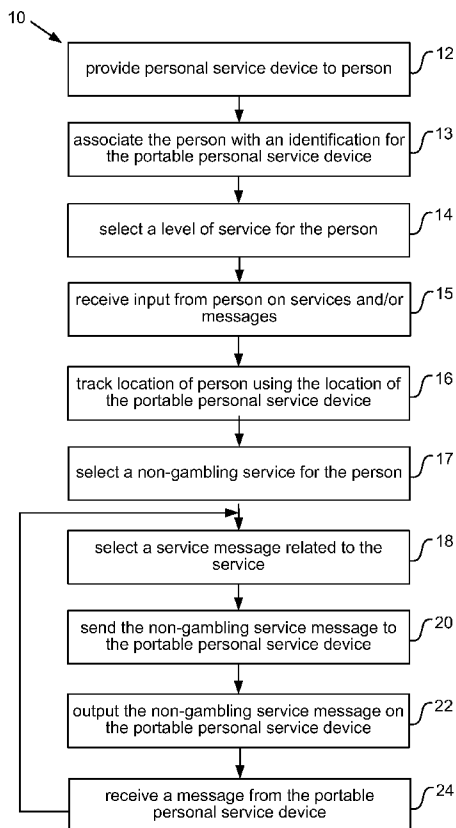 10
provide personal service device to person
12
associate the person with an identification for
the portable personal service device
13
select a level of service for the person
14
receive input from person on services and/or
messages
15
track location of person using the location of
the portable personal service device
16
select a non-gambling service for the person
17
select a service message related to the
service
18
send the non-gambling service message to
the portable personal service device
20
output the non-gambling service message on
the portable personal service device
22
receive a message from the portable
personal service device
24